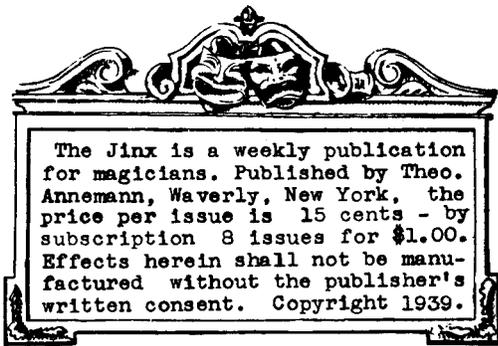 The Jinx is a weekly publication
for magicians. Published by Theo.
Annemann, Waverly, New York, the
price per issue is 15 cents - by
subscription 8 issues for $1.00.
Effects herein shall not be manu-
factured without the publisher's
written consent. Copyright 1939.